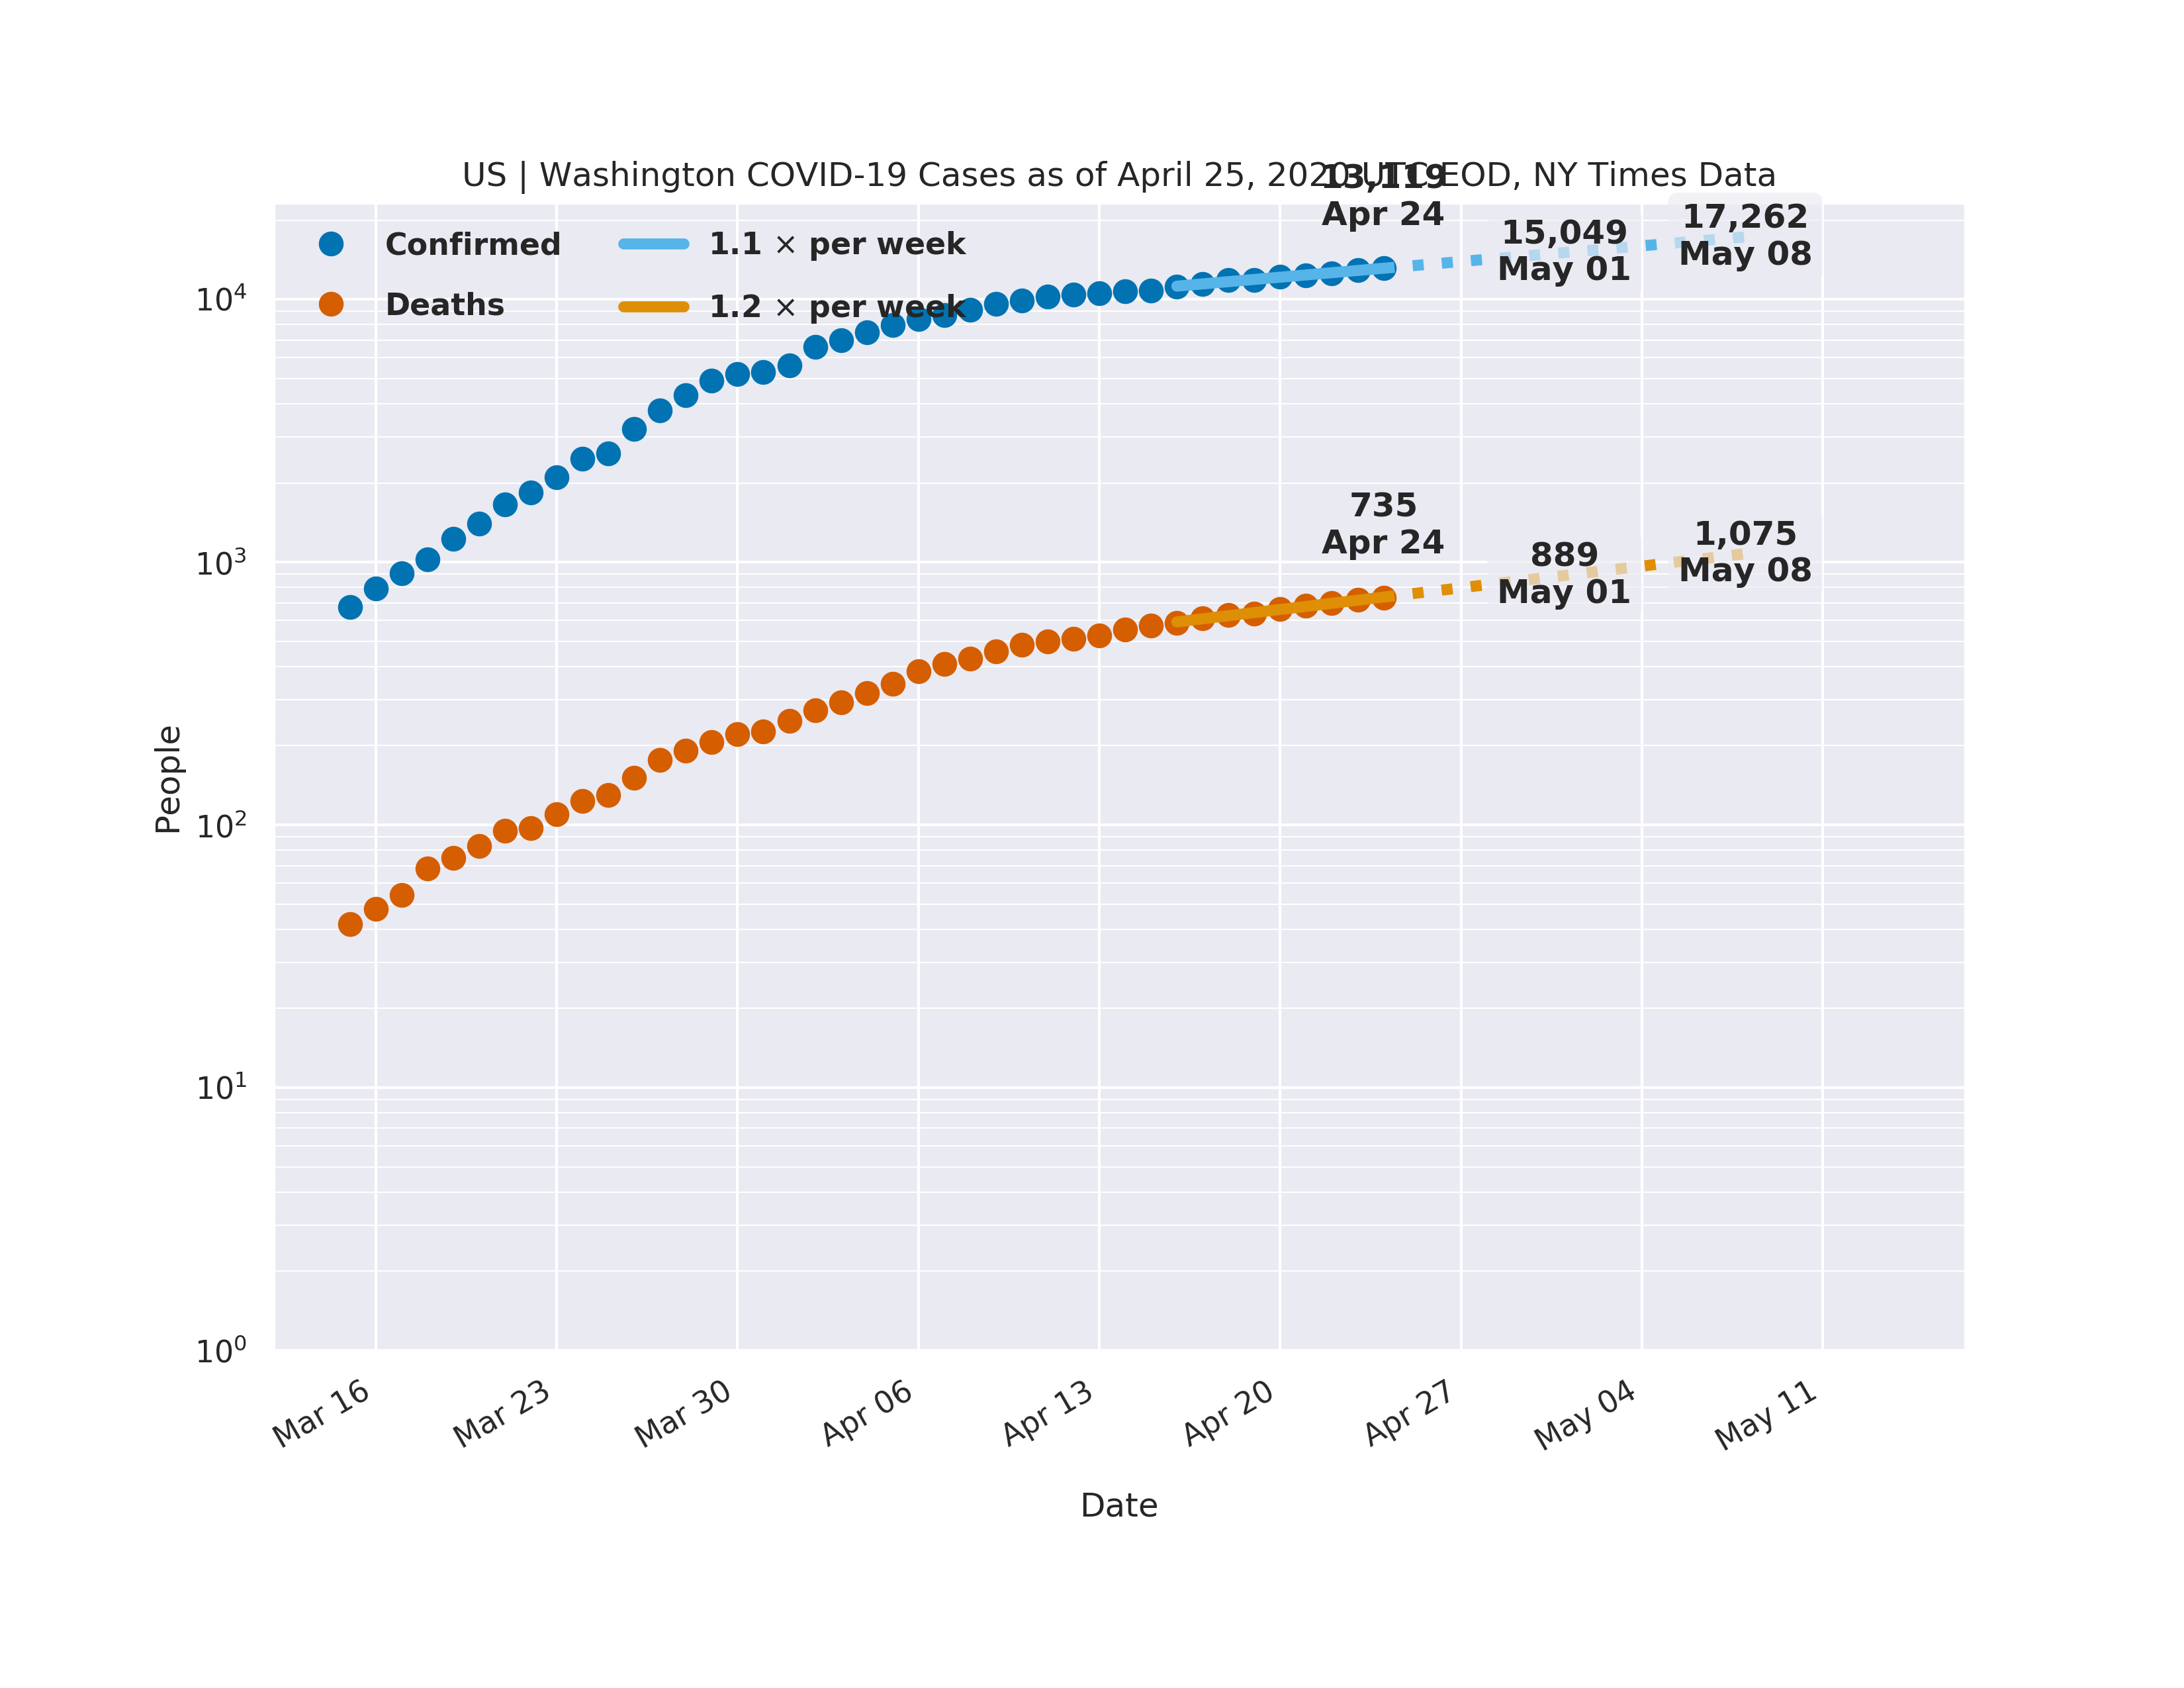 US | Washington COVID-19 Cases as of April 25, 2020 UTC EOD, NY Times Data
13,119
Apr 24
15,049
May 01
17,262
May 08
Confirmed
Deaths
1.1 × per week
1.2 × per week
735
Apr 24
889
May 01
1,075
May 08
People
10⁴
10³
10²
10¹
10⁰
Mar 16
Mar 23
Mar 30
Apr 06
Apr 13
Apr 20
Apr 27
May 04
May 11
Date